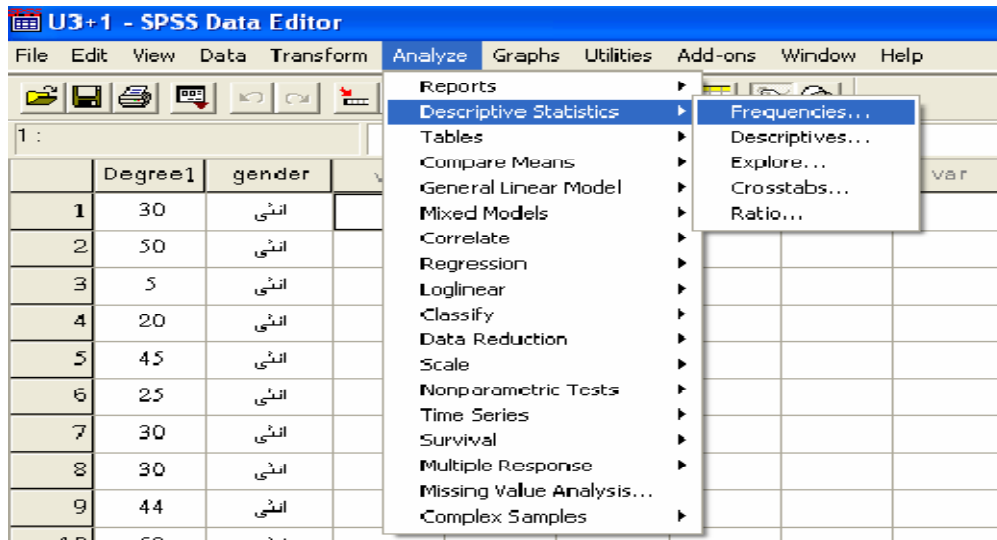 U3+1 - SPSS Data Editor
File Edit View Data Transform Analyze Graphs Utilities Add-ons Window Help
1 :
Reports
Descriptive Statistics
Tables
Compare Means
General Linear Model
Mixed Models
Correlate
Regression
Loglinear
Classify
Data Reduction
Scale
Nonparametric Tests
Time Series
Survival
Multiple Response
Missing Value Analysis...
Complex Samples
Frequencies...
Descriptives...
Explore...
Crosstabs...
Ratio...
Degree1 gender var
1 30 انثى
2 50 انثى
3 5 انثى
4 20 انثى
5 45 انثى
6 25 انثى
7 30 انثى
8 30 انثى
9 44 انثى